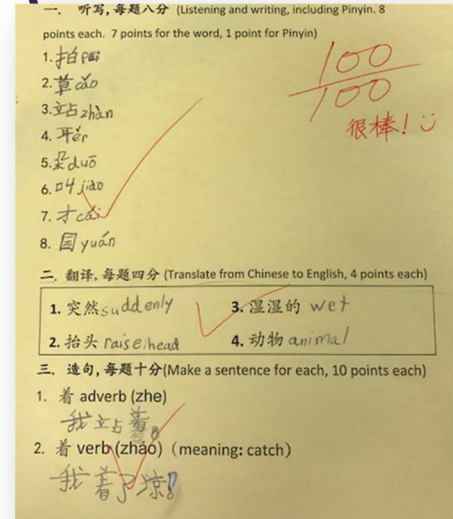 一. 听写,每题八分 (Listening and writing, including Pinyin. 8
points each. 7 points for the word, 1 point for Pinyin)
100
100
很棒!
1. 拍 pāi
2. 草 cǎo
3. 站 zhàn
4. 耳 ěr
5. 朵 duō
6. 叫 jiào
7. 才 cái
8. 园 yuán
二. 翻译,每题四分 (Translate from Chinese to English, 4 points each)
1. 突然 suddenly 3. 湿湿的 wet
2. 抬头 raise head 4. 动物 animal
三. 造句,每题十分(Make a sentence for each, 10 points each)
1. 着 adverb (zhe)
我站着。
2. 着 verb (zháo)（meaning: catch）
我着了凉!